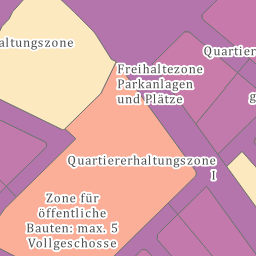 altungszone
Quartier
Freihaltezone
Parkanlagen
und Plätze
g
Quartiererhaltungszone
I
Zone für
öffentliche
Bauten: max. 5
Vollgeschosse